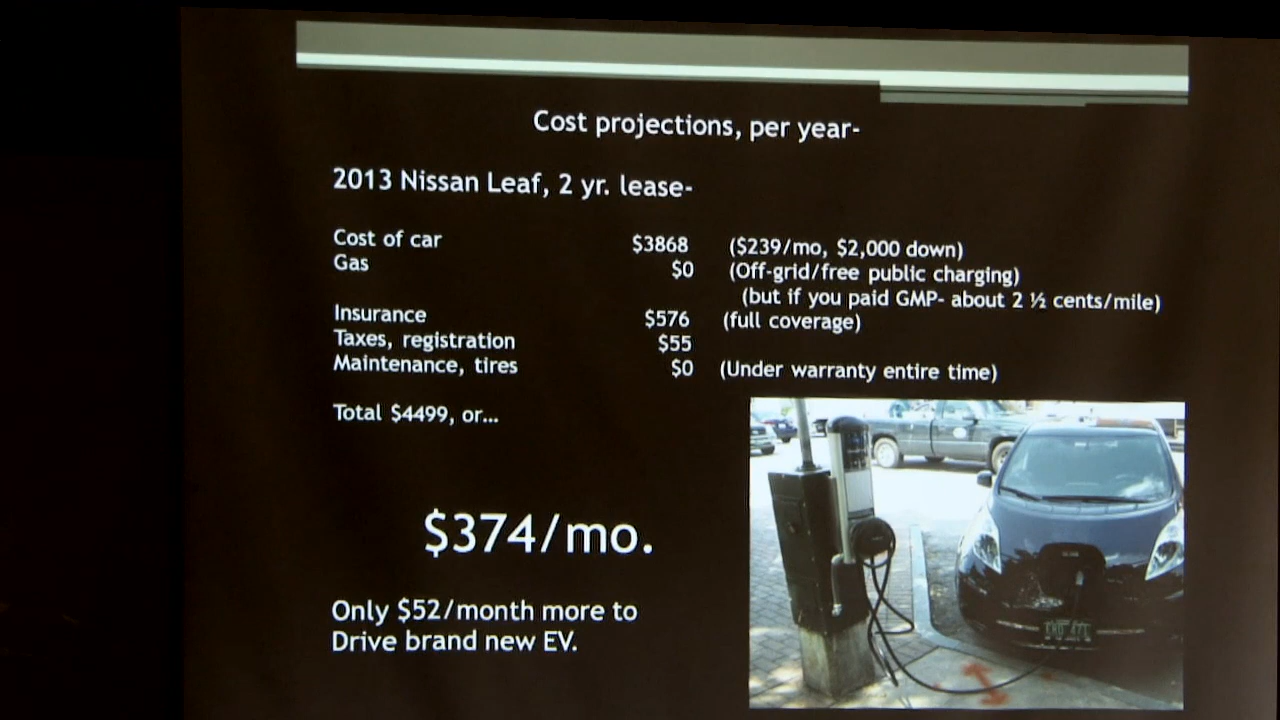 Cost projections, per year-
2013 Nissan Leaf, 2 yr. lease-
Cost of car $3868 ($239/mo, $2,000 down)
Gas $0 (Off-grid/free public charging)
(but if you paid GMP- about 2 ½ cents/mile)
Insurance $576 (full coverage)
Taxes, registration $55
Maintenance, tires $0 (Under warranty entire time)
Total $4499, or...
$374/mo.
Only $52/month more to
Drive brand new EV.